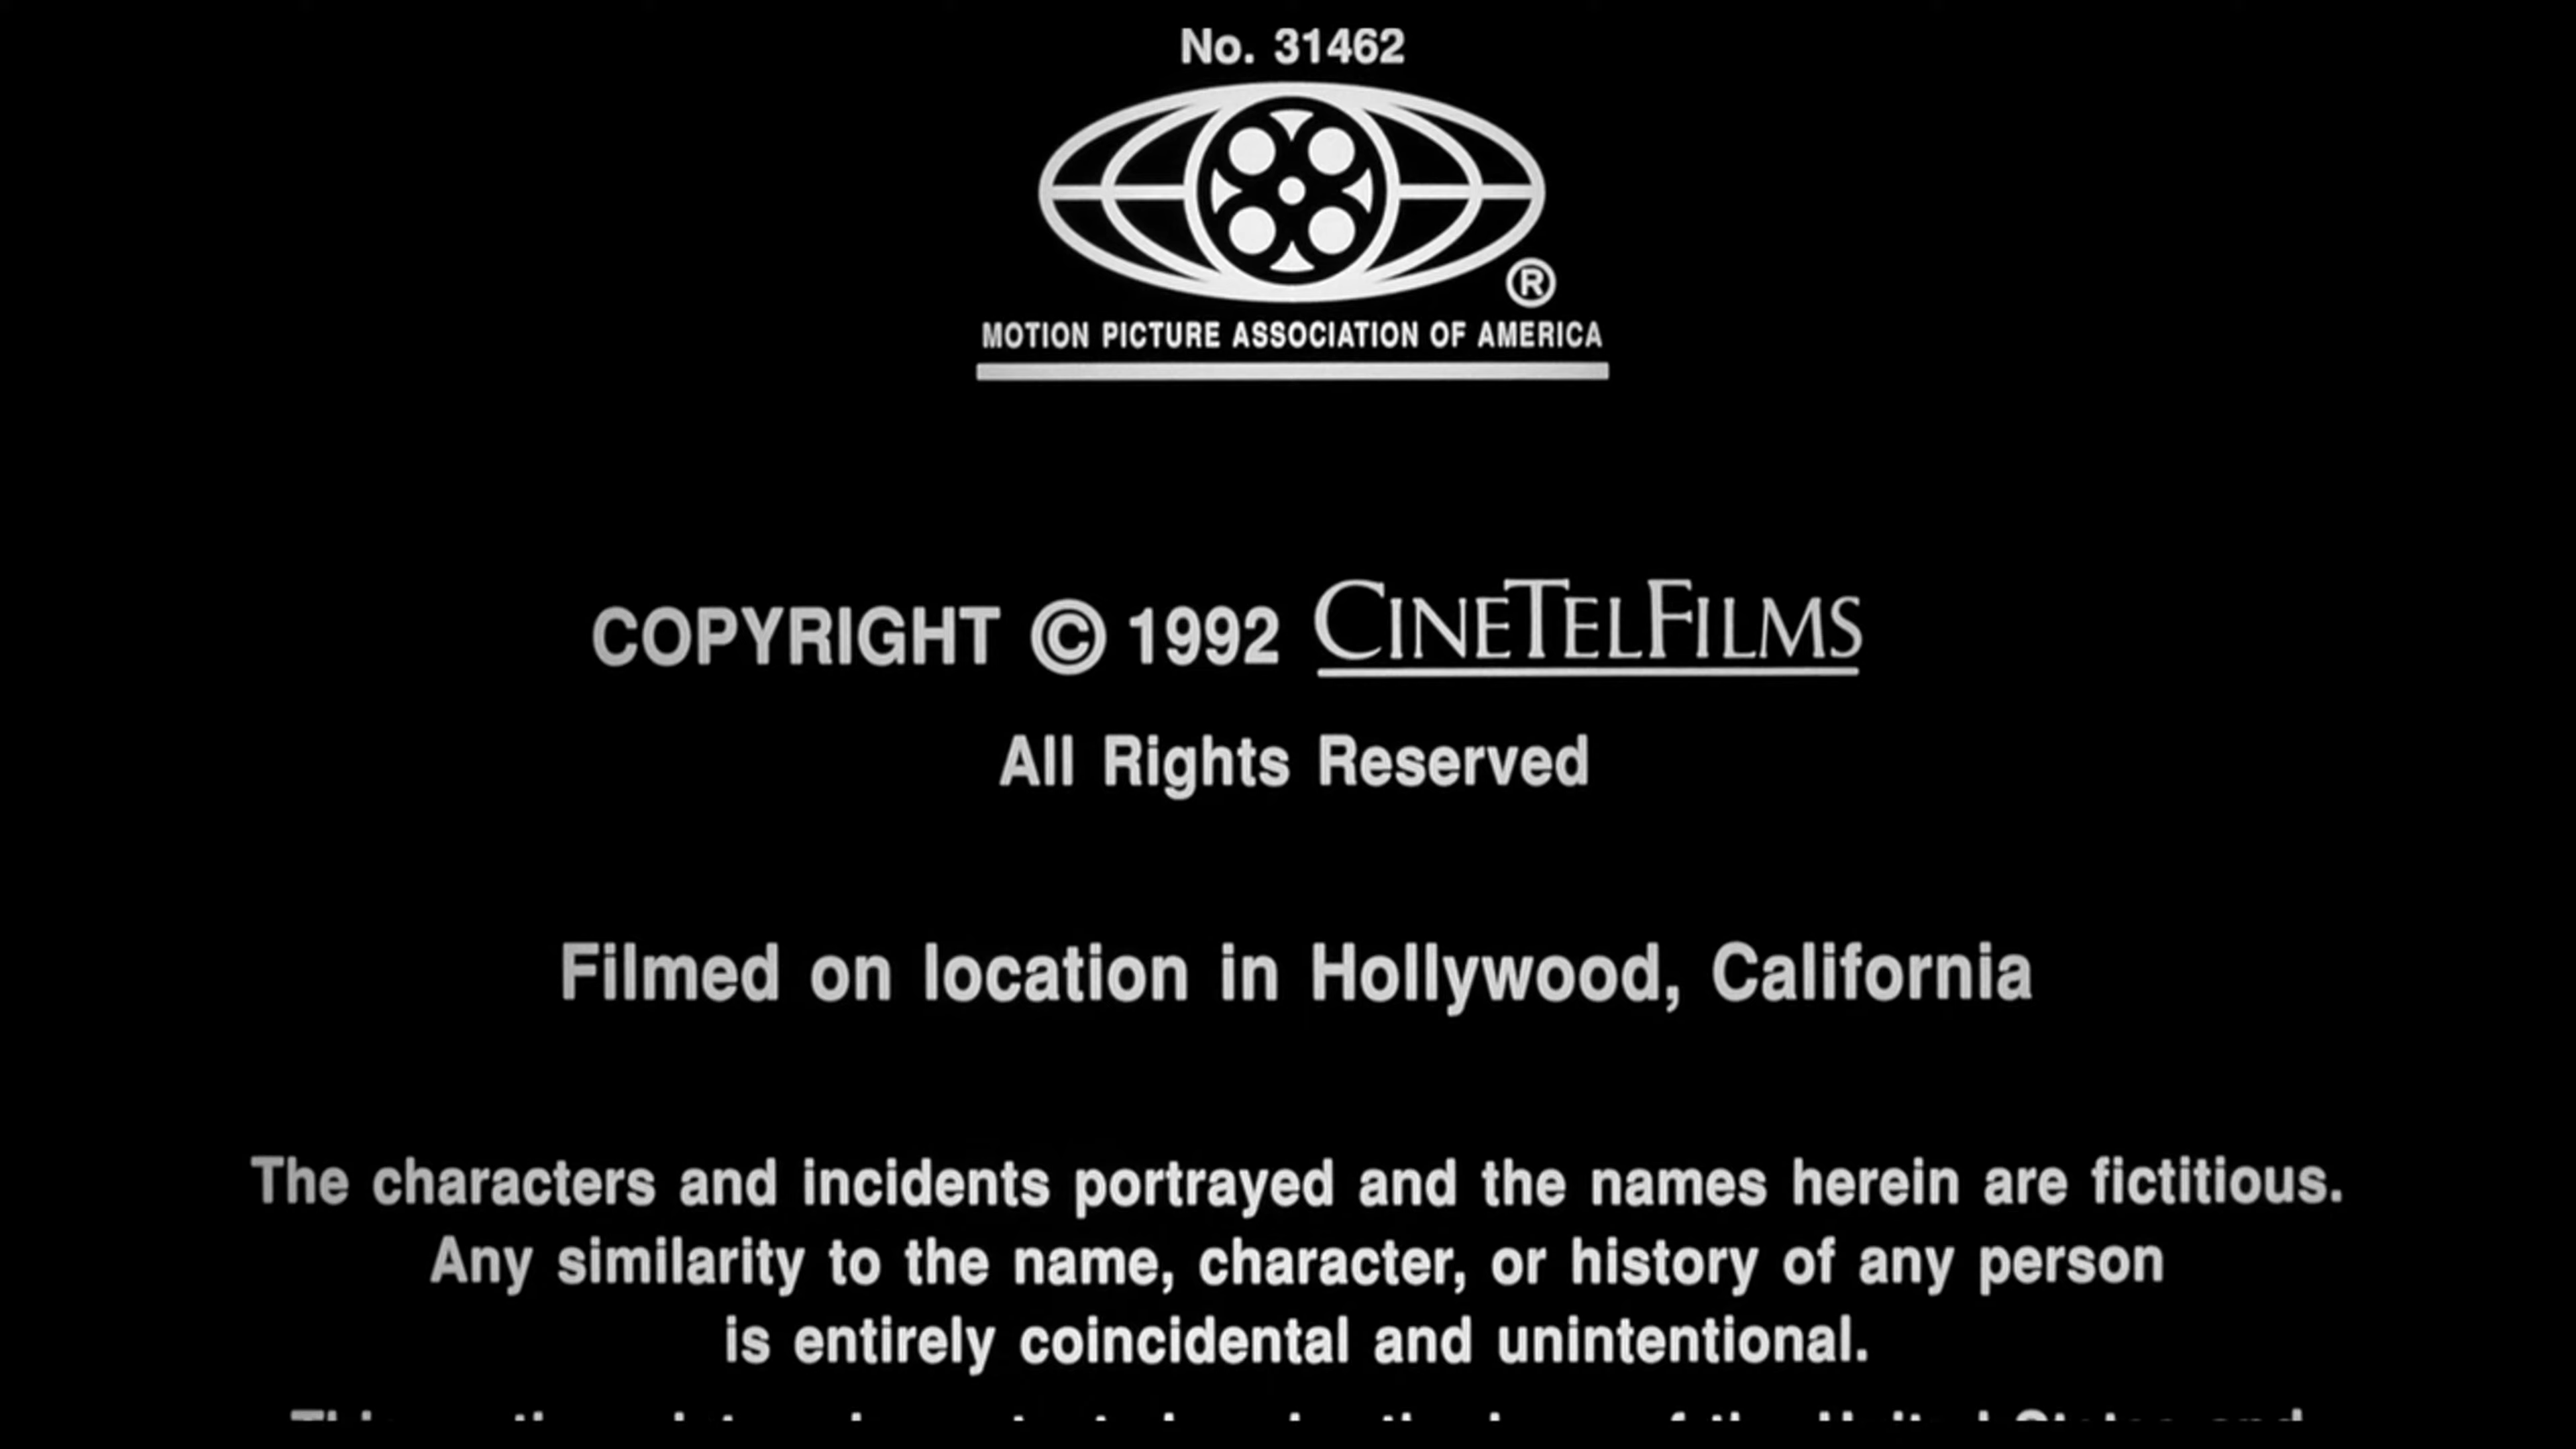 No. 31462
®
MOTION PICTURE ASSOCIATION OF AMERICA
COPYRIGHT © 1992 CINETELFILMS
All Rights Reserved
Filmed on location in Hollywood, California
The characters and incidents portrayed and the names herein are fictitious.
Any similarity to the name, character, or history of any person
is entirely coincidental and unintentional.